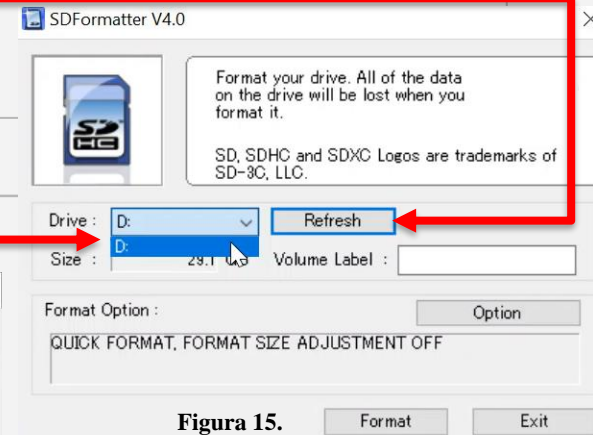 SDFormatter V4.0
SD
HC
Format your drive. All of the data
on the drive will be lost when you
format it.
SD, SDHC and SDXC Logos are trademarks of
SD-3C, LLC.
Drive : D: Refresh
D:
Size : 29.1 Volume Label :
Format Option : Option
QUICK FORMAT, FORMAT SIZE ADJUSTMENT OFF
Figura 15. Format Exit